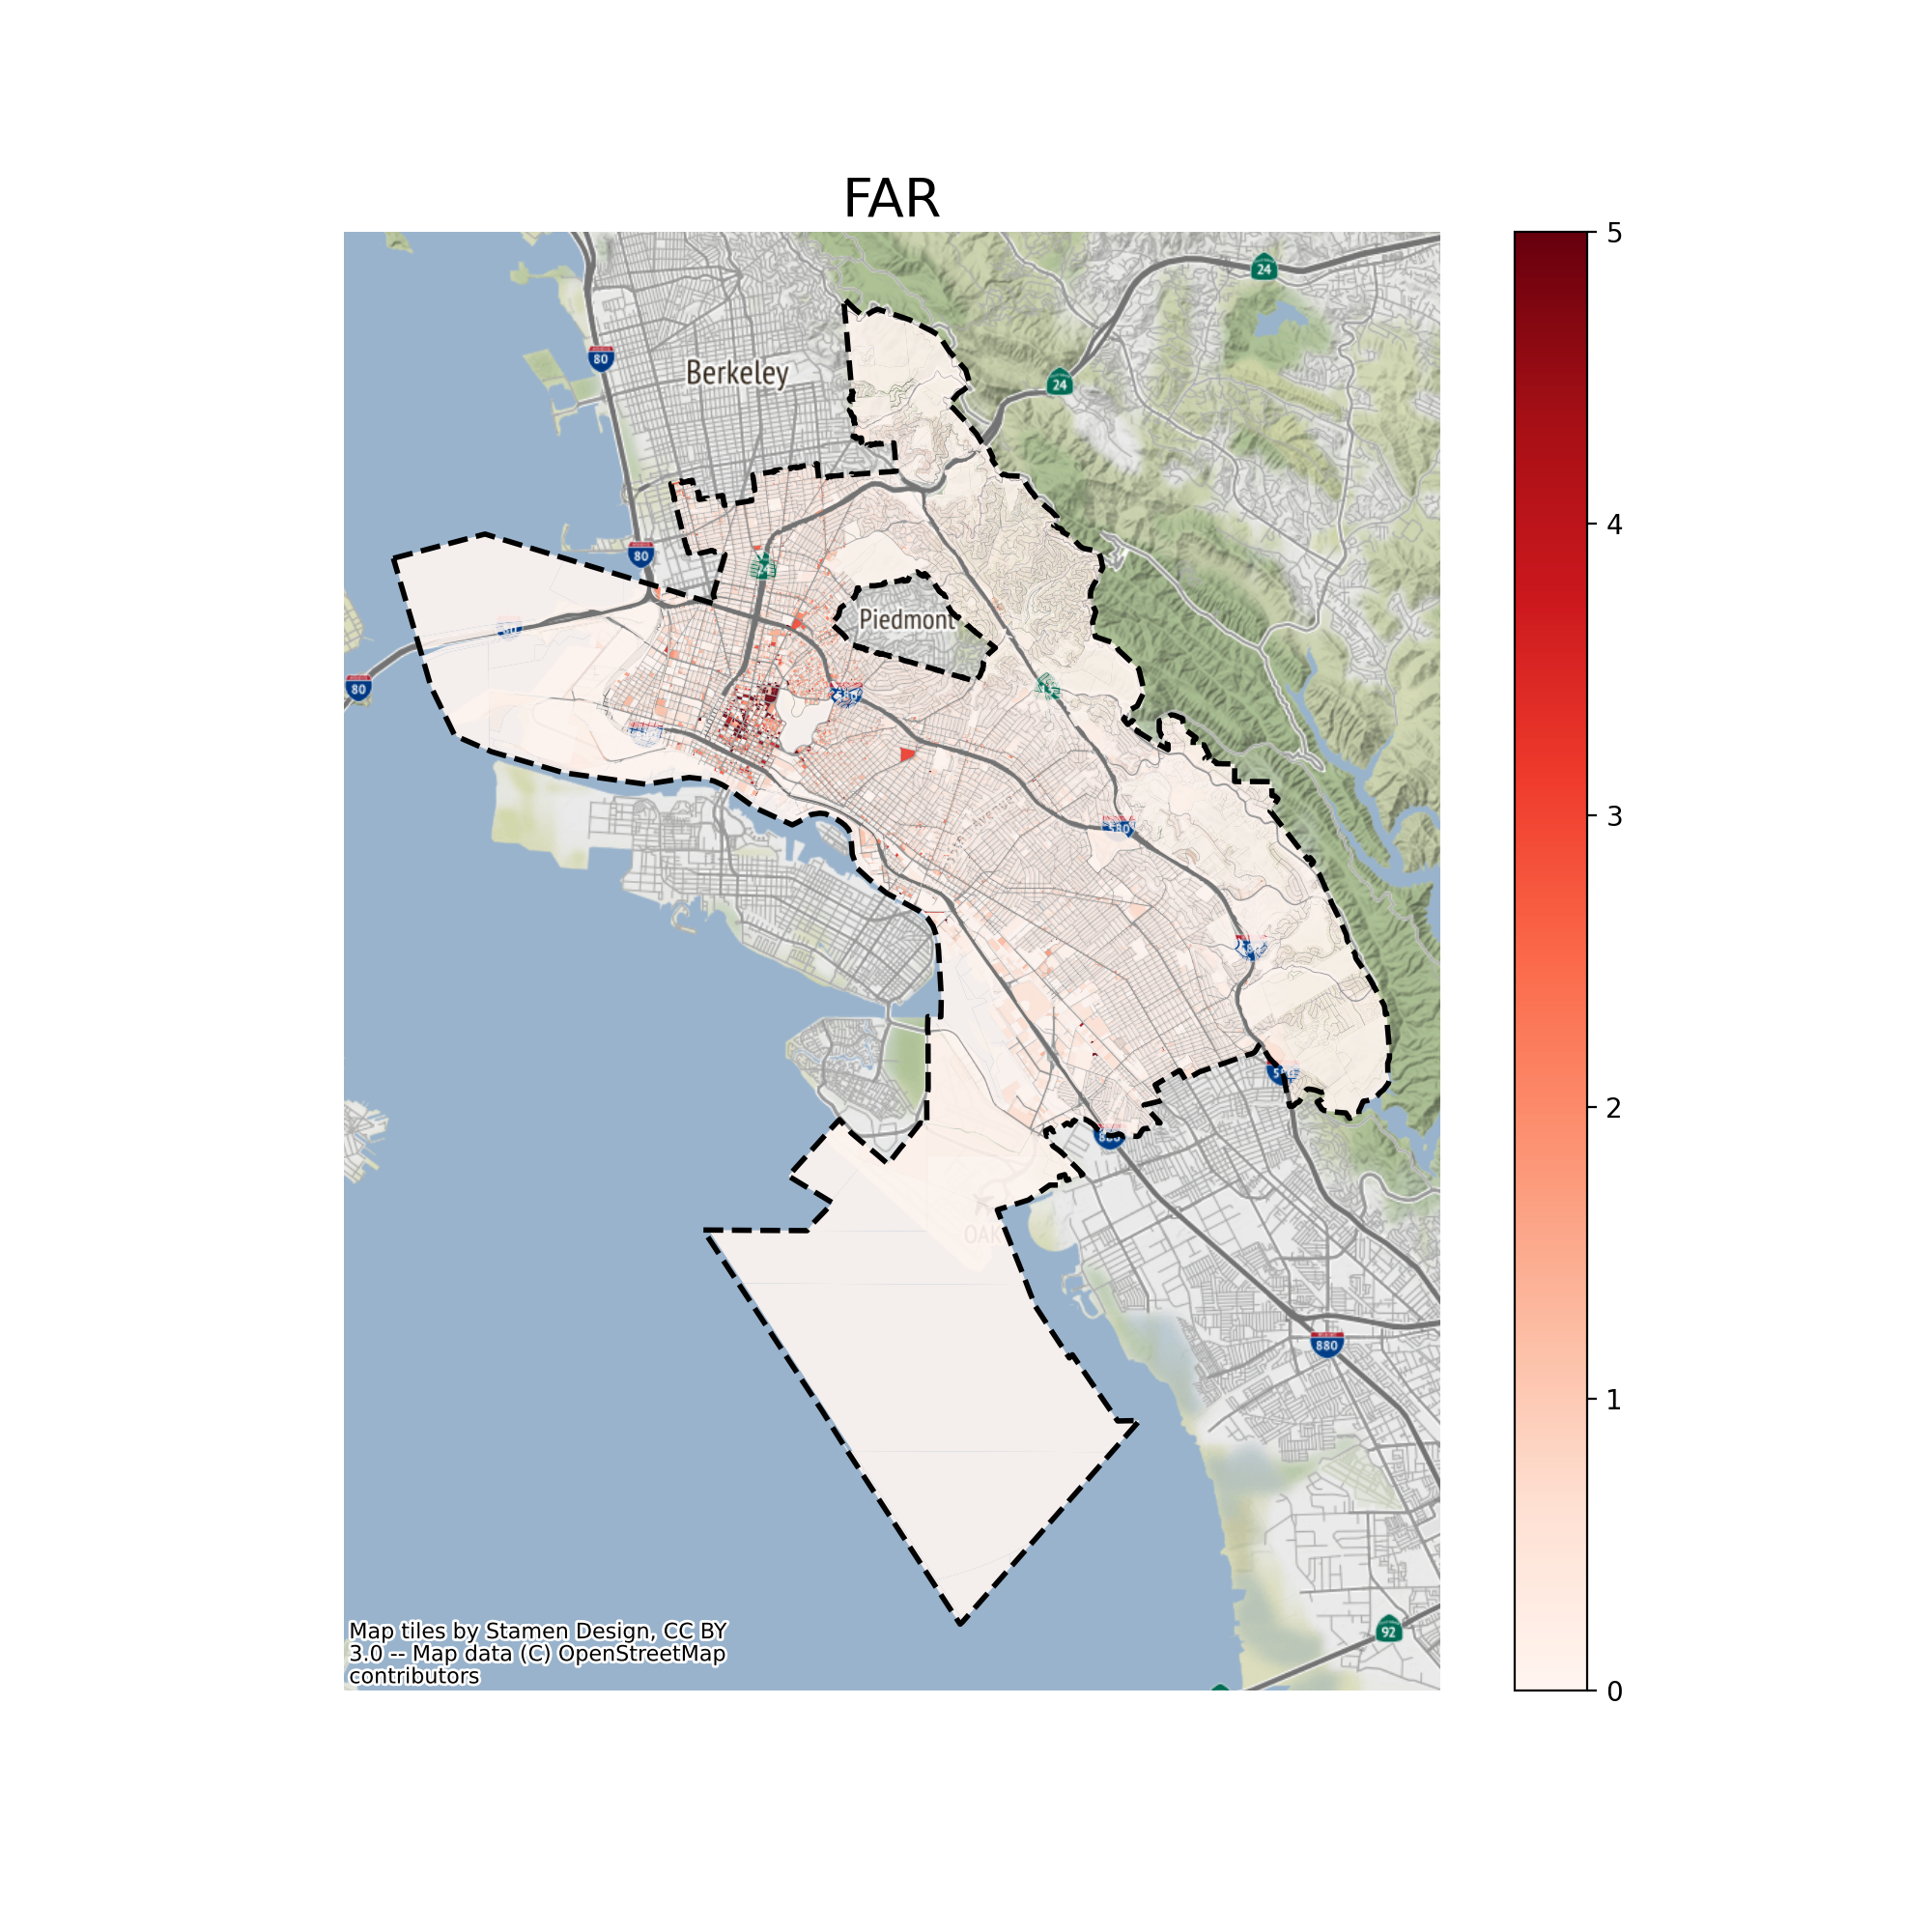 FAR
5
24
80
Berkeley
24
4
80
24
Piedmont
80
3
580
2
OAK
880
1
Map tiles by Stamen Design, CC BY
3.0 -- Map data (C) OpenStreetMap
contributors
92
0